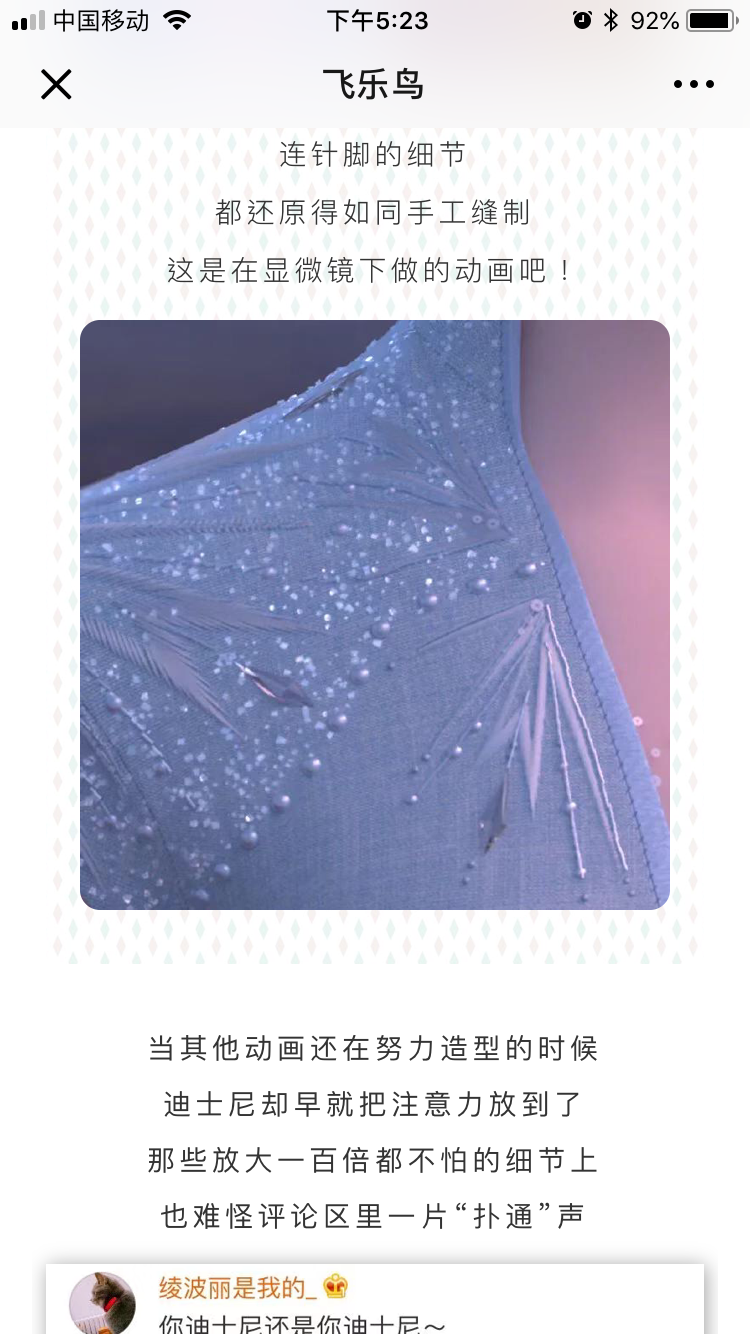 中国移动 下午5:23 92%
飞乐鸟
连针脚的细节
都还原得如同手工缝制
这是在显微镜下做的动画吧！
当其他动画还在努力造型的时候
迪士尼却早就把注意力放到了
那些放大一百倍都不怕的细节上
也难怪评论区里一片“扑通”声
绫波丽是我的_
你迪士尼还是你迪士尼～